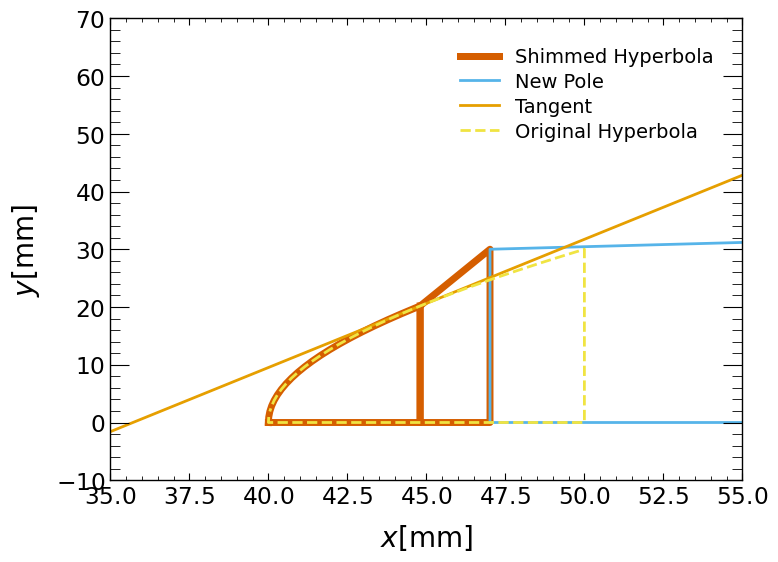 70
60
50
40
30
20
10
0
−10
y[mm]
Shimmed Hyperbola
New Pole
Tangent
Original Hyperbola
35.0 37.5 40.0 42.5 45.0 47.5 50.0 52.5 55.0
x[mm]